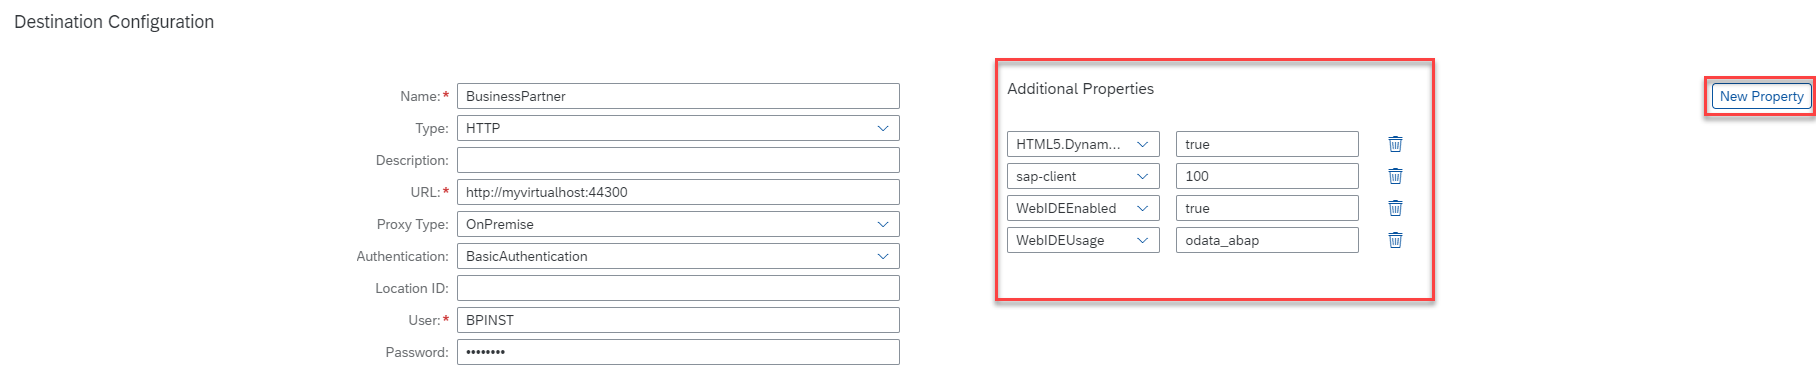 Destination Configuration
Name:* BusinessPartner
Type: HTTP
Description:
URL:* http://myvirtualhost:44300
Proxy Type: OnPremise
Authentication: BasicAuthentication
Location ID:
User:* BPINST
Password: ••••••••
Additional Properties
New Property
HTML5.Dynam... true
sap-client 100
WebIDEEnabled true
WebIDEUsage odata_abap